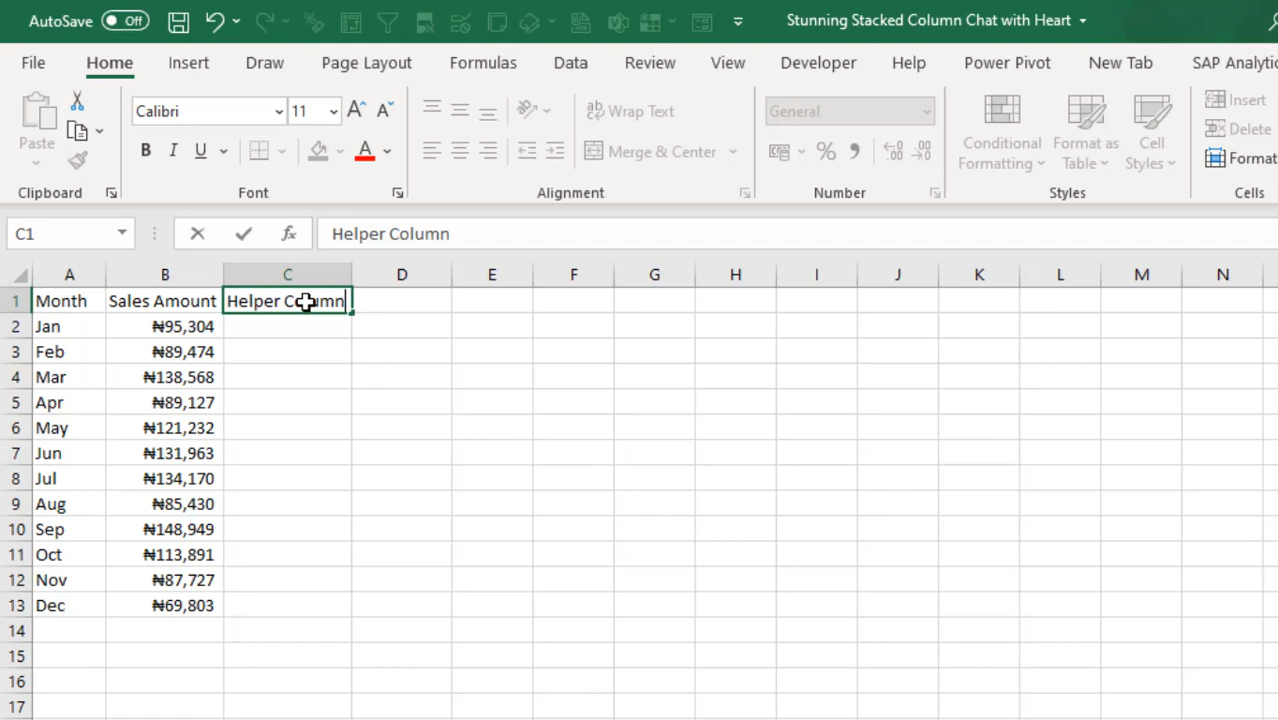 AutoSave Off Stunning Stacked Column Chat with Heart
File Home Insert Draw Page Layout Formulas Data Review View Developer Help Power Pivot New Tab SAP Analytic
Calibri 11 Wrap Text General Insert
Paste B I U A Merge & Center % Conditional Formatting Format as Table Cell Styles Delete
Format
Clipboard Font Alignment Number Styles Cells
C1 fx Helper Column
A B C D E F G H I J K L M N
1 Month Sales Amount Helper Column
2 Jan ₦95,304
3 Feb ₦89,474
4 Mar ₦138,568
5 Apr ₦89,127
6 May ₦121,232
7 Jun ₦131,963
8 Jul ₦134,170
9 Aug ₦85,430
10 Sep ₦148,949
11 Oct ₦113,891
12 Nov ₦87,727
13 Dec ₦69,803
14
15
16
17